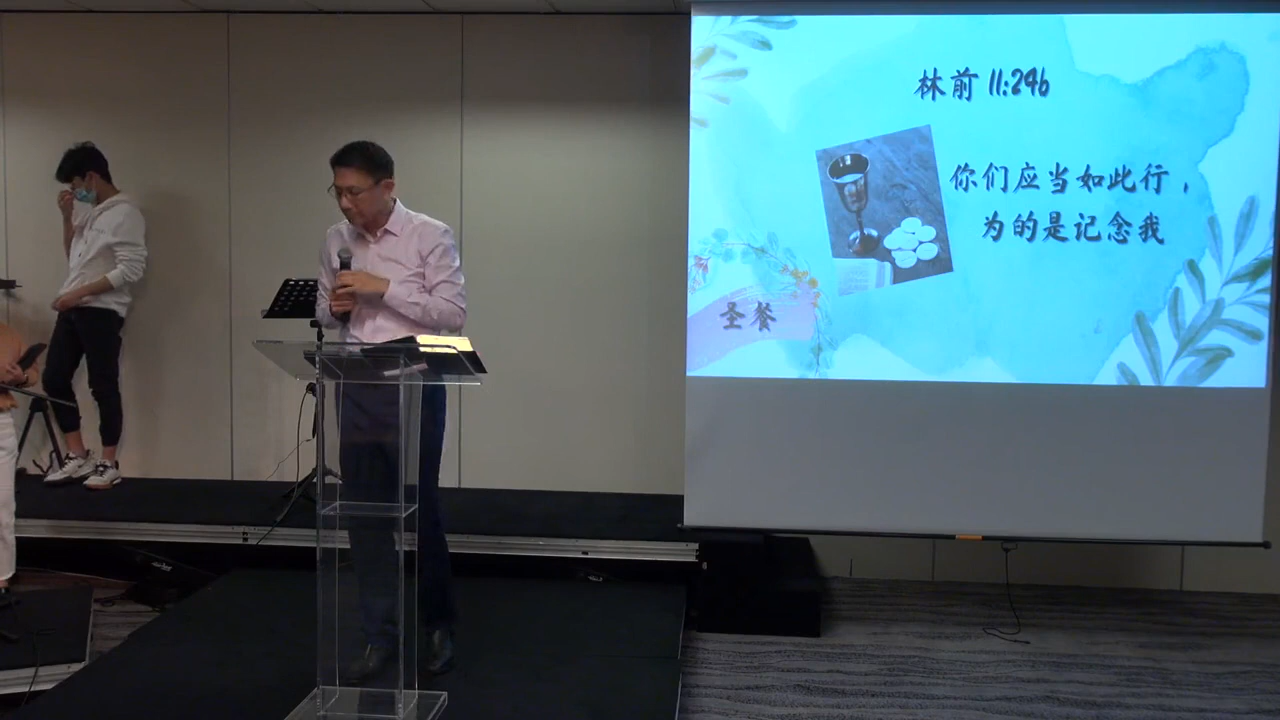 林前 11:24b
你们应当如此行，
为的是记念我
圣餐